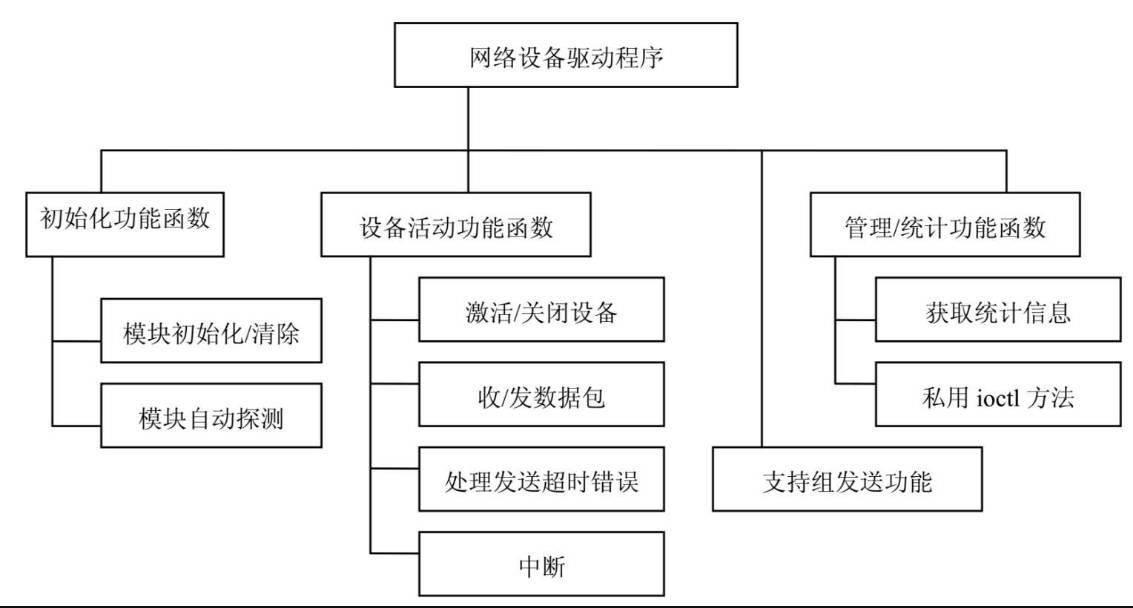 网络设备驱动程序
初始化功能函数
模块初始化/清除
模块自动探测
设备活动功能函数
激活/关闭设备
收/发数据包
处理发送超时错误
中断
支持组发送功能
管理/统计功能函数
获取统计信息
私用 ioctl 方法